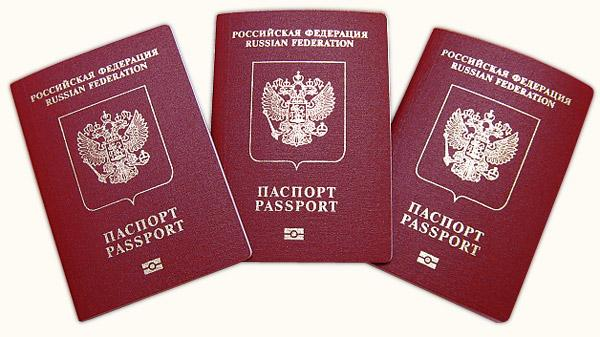 РОССИЙСКАЯ ФЕДЕРАЦИЯ
RUSSIAN FEDERATION
ПАСПОРТ
PASSPORT
РОССИЙСКАЯ ФЕДЕРАЦИЯ
RUSSIAN FEDERATION
ПАСПОРТ
PASSPORT
РОССИЙСКАЯ ФЕДЕРАЦИЯ
RUSSIAN FEDERATION
ПАСПОРТ
PASSPORT